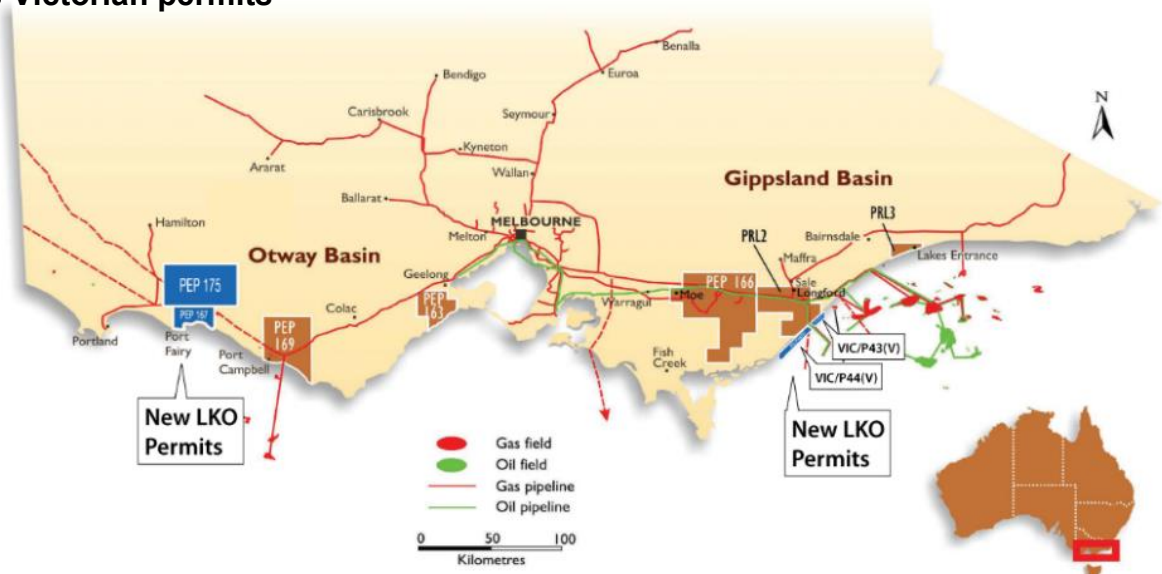 Victorian permits
Benalla
Bendigo
Euroa
Carisbrook
Seymour
N
Kyneton
Ararat
Wallan
Gippsland Basin
Ballarat
PRL3
Hamilton
MELBOURNE
Melton
PRL2
Bairnsdale
Otway Basin
Maffra
Lakes Entrance
Geelong
PEP 175
PEP 166
Sale
Moe
Longford
PEP
163
Warragul
Colac
PEP 167
PEP
169
Portland
Port
Fairy
VIC/P43(V)
Port
Campbell
Fish
Creek
VIC/P44(V)
New LKO
Permits
New LKO
Permits
Gas field
Oil field
Gas pipeline
Oil pipeline
0 50 100
Kilometres